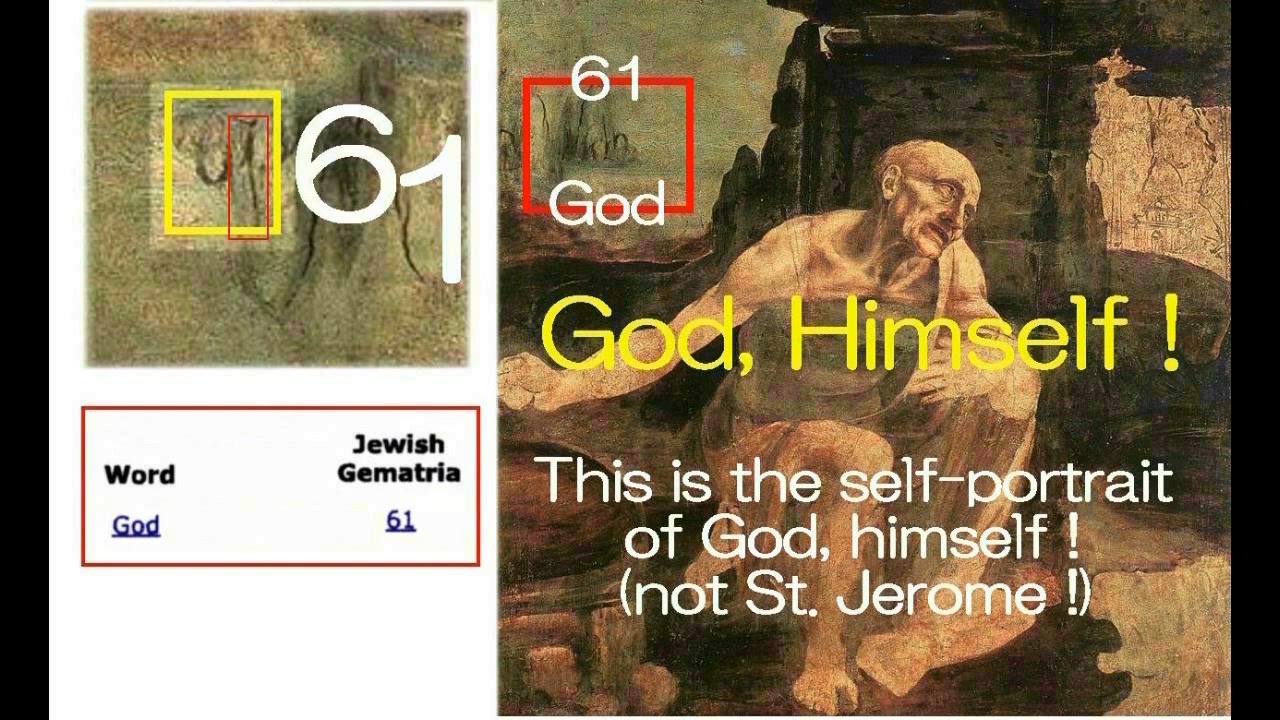 61
Word
Jewish
Gematria
God
61
61
God
God, Himself !
This is the self-portrait
of God, himself !
(not St. Jerome !)